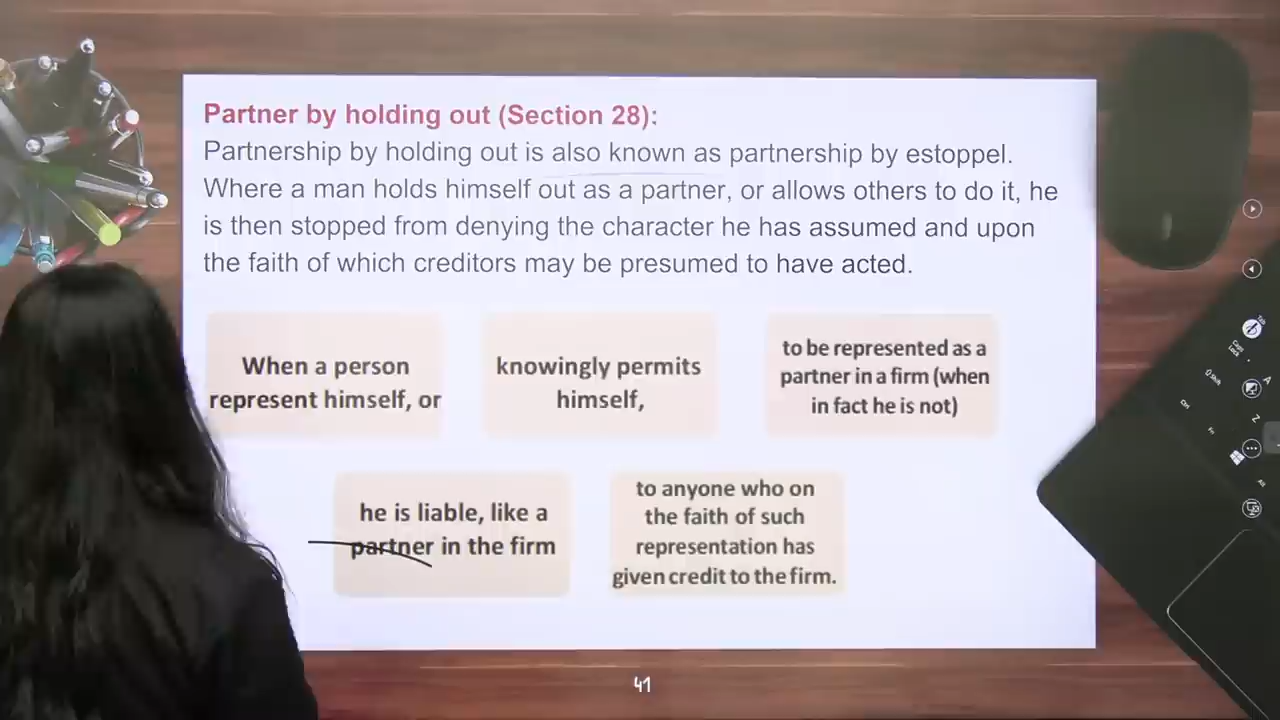 Partner by holding out (Section 28):
Partnership by holding out is also known as partnership by estoppel.
Where a man holds himself out as a partner, or allows others to do it, he
is then stopped from denying the character he has assumed and upon
the faith of which creditors may be presumed to have acted.
When a person
represent himself, or
knowingly permits
himself,
to be represented as a
partner in a firm (when
in fact he is not)
he is liable, like a
partner in the firm
to anyone who on
the faith of such
representation has
given credit to the firm.
41